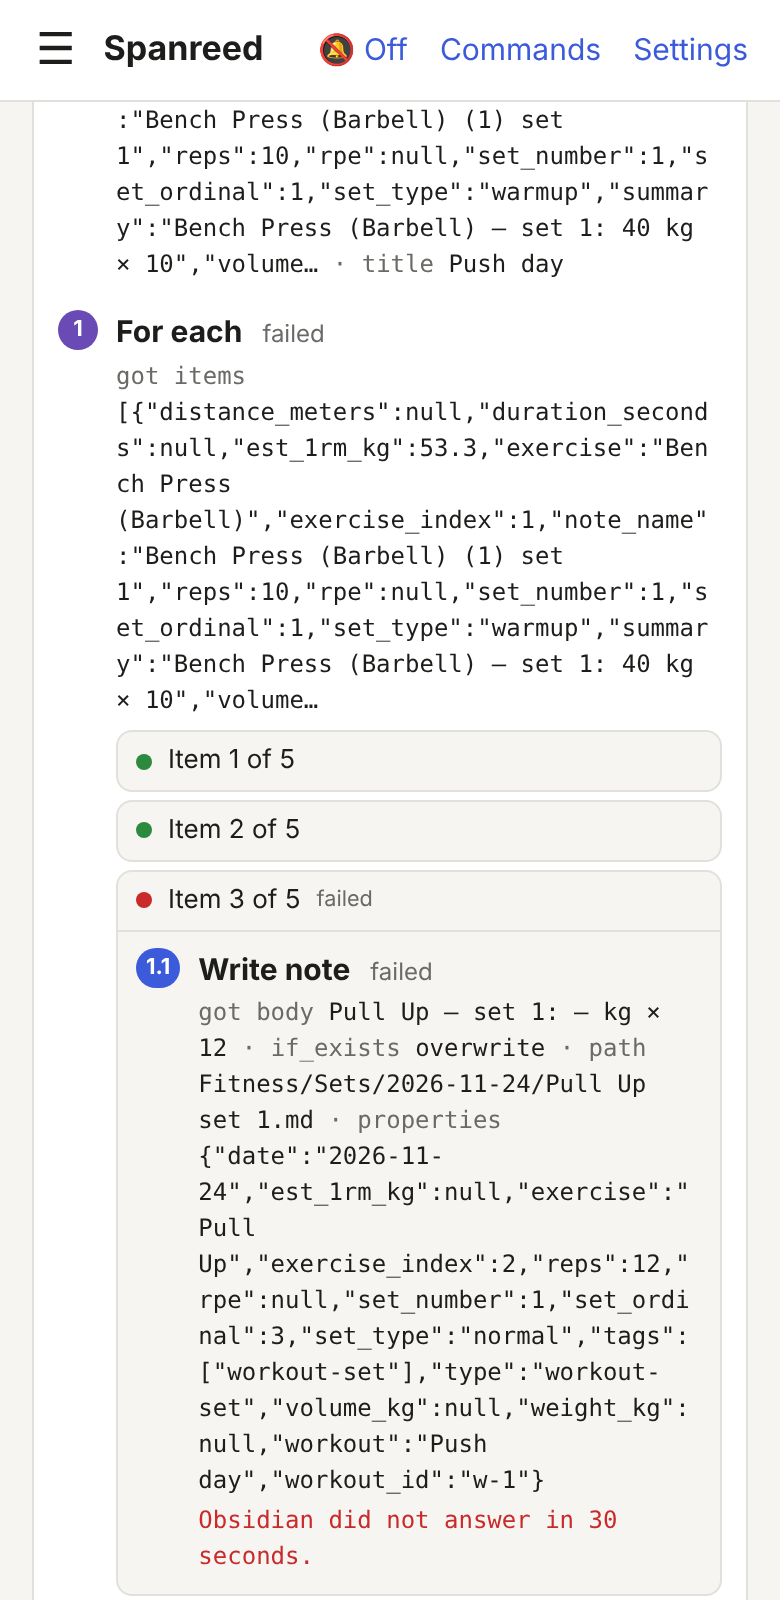 ☰ Spanreed 🔕 Off Commands Settings
:"Bench Press (Barbell) (1) set
1","reps":10,"rpe":null,"set_number":1,"s
et_ordinal":1,"set_type":"warmup","summar
y":"Bench Press (Barbell) — set 1: 40 kg
× 10","volume… · title Push day
1 For each failed
got items
[{"distance_meters":null,"duration_second
s":null,"est_1rm_kg":53.3,"exercise":"Ben
ch Press
(Barbell)","exercise_index":1,"note_name"
:"Bench Press (Barbell) (1) set
1","reps":10,"rpe":null,"set_number":1,"s
et_ordinal":1,"set_type":"warmup","summar
y":"Bench Press (Barbell) — set 1: 40 kg
× 10","volume…
Item 1 of 5
Item 2 of 5
Item 3 of 5 failed
1.1 Write note failed
got body Pull Up — set 1: — kg ×
12 · if_exists overwrite · path
Fitness/Sets/2026-11-24/Pull Up
set 1.md · properties
{"date":"2026-11-
24","est_1rm_kg":null,"exercise":"
Pull
Up","exercise_index":2,"reps":12,"
rpe":null,"set_number":1,"set_ordi
nal":3,"set_type":"normal","tags":
["workout-set"],"type":"workout-
set","volume_kg":null,"weight_kg":
null,"workout":"Push
day","workout_id":"w-1"}
Obsidian did not answer in 30
seconds.